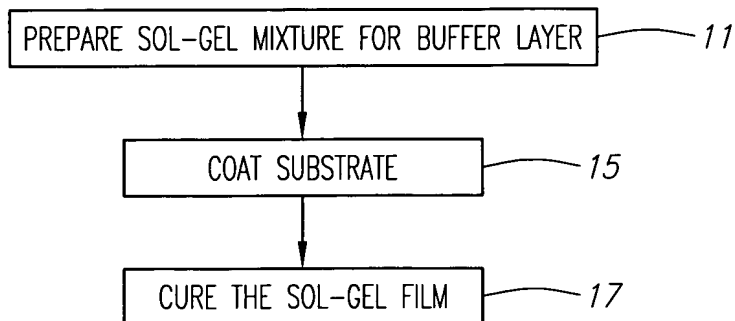 PREPARE SOL-GEL MIXTURE FOR BUFFER LAYER
11
COAT SUBSTRATE
15
CURE THE SOL-GEL FILM
17